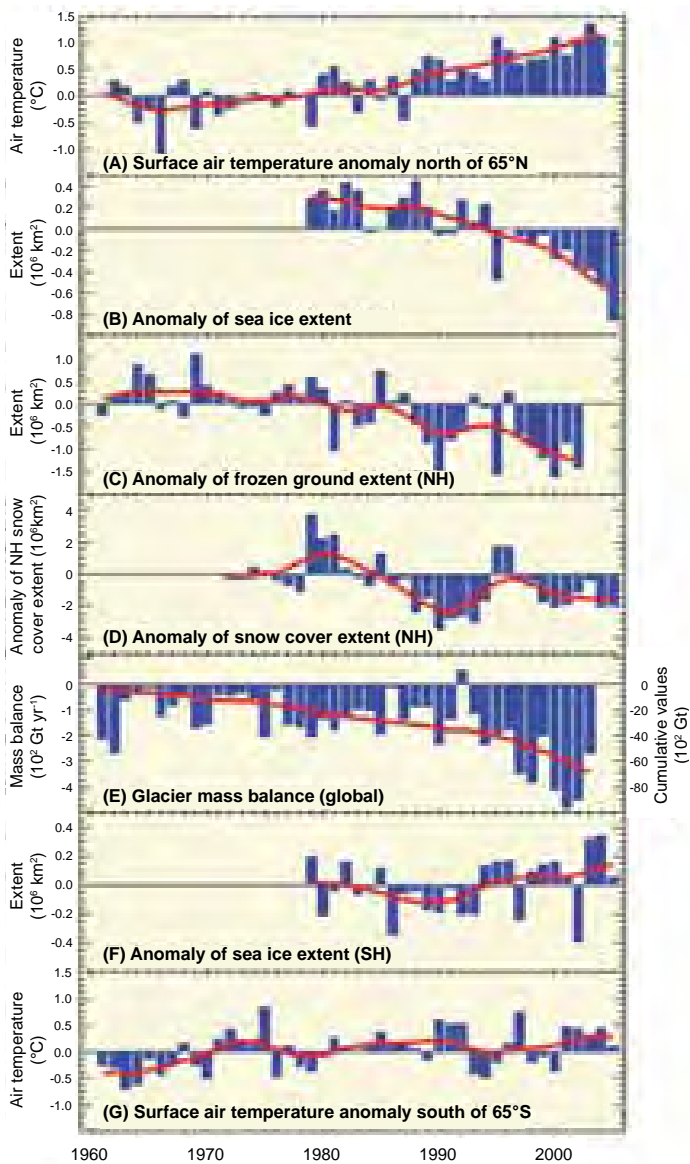 1.5
1.0
0.5
0.0
-0.5
-1.0
Air temperature
(°C)
(A) Surface air temperature anomaly north of 65°N
0.4
0.2
0.0
-0.2
-0.4
-0.6
-0.8
Extent
(10⁶ km²)
(B) Anomaly of sea ice extent
1.0
0.5
0.0
-0.5
-1.0
-1.5
Extent
(10⁶ km²)
(C) Anomaly of frozen ground extent (NH)
4
2
0
-2
-4
Anomaly of NH snow
cover extent (10⁶km²)
(D) Anomaly of snow cover extent (NH)
0
-1
-2
-3
-4
Mass balance
(10² Gt yr⁻¹)
0
-20
-40
-60
-80
Cumulative values
(10² Gt)
(E) Glacier mass balance (global)
0.4
0.2
0.0
-0.2
-0.4
Extent
(10⁶ km²)
(F) Anomaly of sea ice extent (SH)
1.5
1.0
0.5
0.0
-0.5
-1.0
Air temperature
(°C)
(G) Surface air temperature anomaly south of 65°S
1960 1970 1980 1990 2000